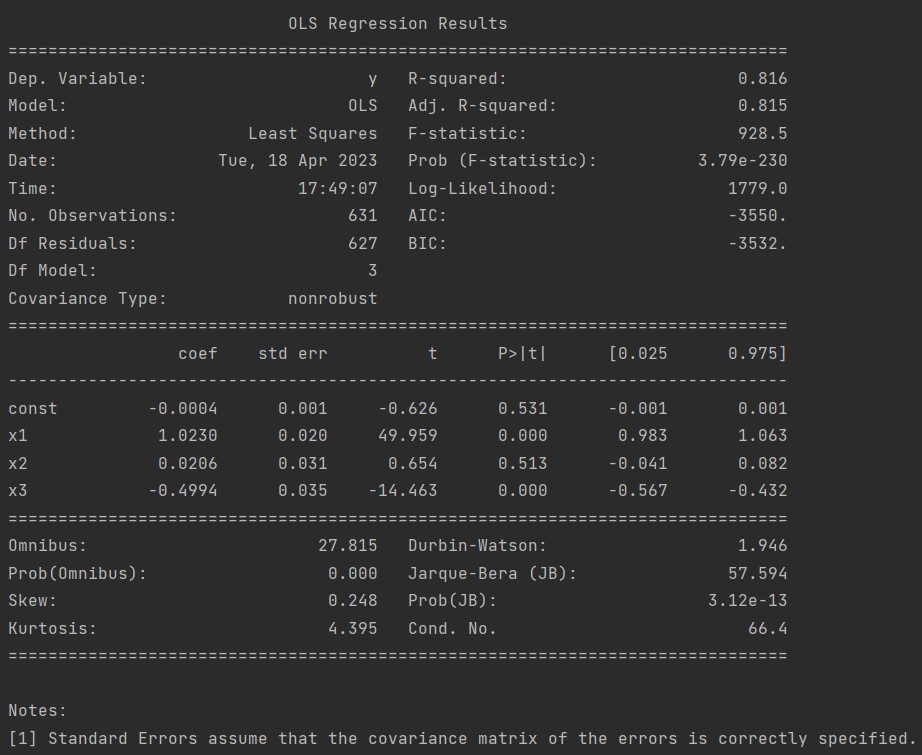 OLS Regression Results
==============================================================================
Dep. Variable:                      y   R-squared:                       0.816
Model:                            OLS   Adj. R-squared:                  0.815
Method:                 Least Squares   F-statistic:                     928.5
Date:                Tue, 18 Apr 2023   Prob (F-statistic):          3.79e-230
Time:                        17:49:07   Log-Likelihood:                 1779.0
No. Observations:                 631   AIC:                            -3550.
Df Residuals:                     627   BIC:                            -3532.
Df Model:                           3
Covariance Type:            nonrobust
==============================================================================
                 coef    std err          t      P>|t|      [0.025      0.975]
------------------------------------------------------------------------------
const         -0.0004      0.001     -0.626      0.531      -0.001       0.001
x1             1.0230      0.020     49.959      0.000       0.983       1.063
x2             0.0206      0.031      0.654      0.513      -0.041       0.082
x3            -0.4994      0.035    -14.463      0.000      -0.567      -0.432
==============================================================================
Omnibus:                       27.815   Durbin-Watson:                   1.946
Prob(Omnibus):                  0.000   Jarque-Bera (JB):               57.594
Skew:                           0.248   Prob(JB):                     3.12e-13
Kurtosis:                       4.395   Cond. No.                         66.4
==============================================================================
Notes:
[1] Standard Errors assume that the covariance matrix of the errors is correctly specified.